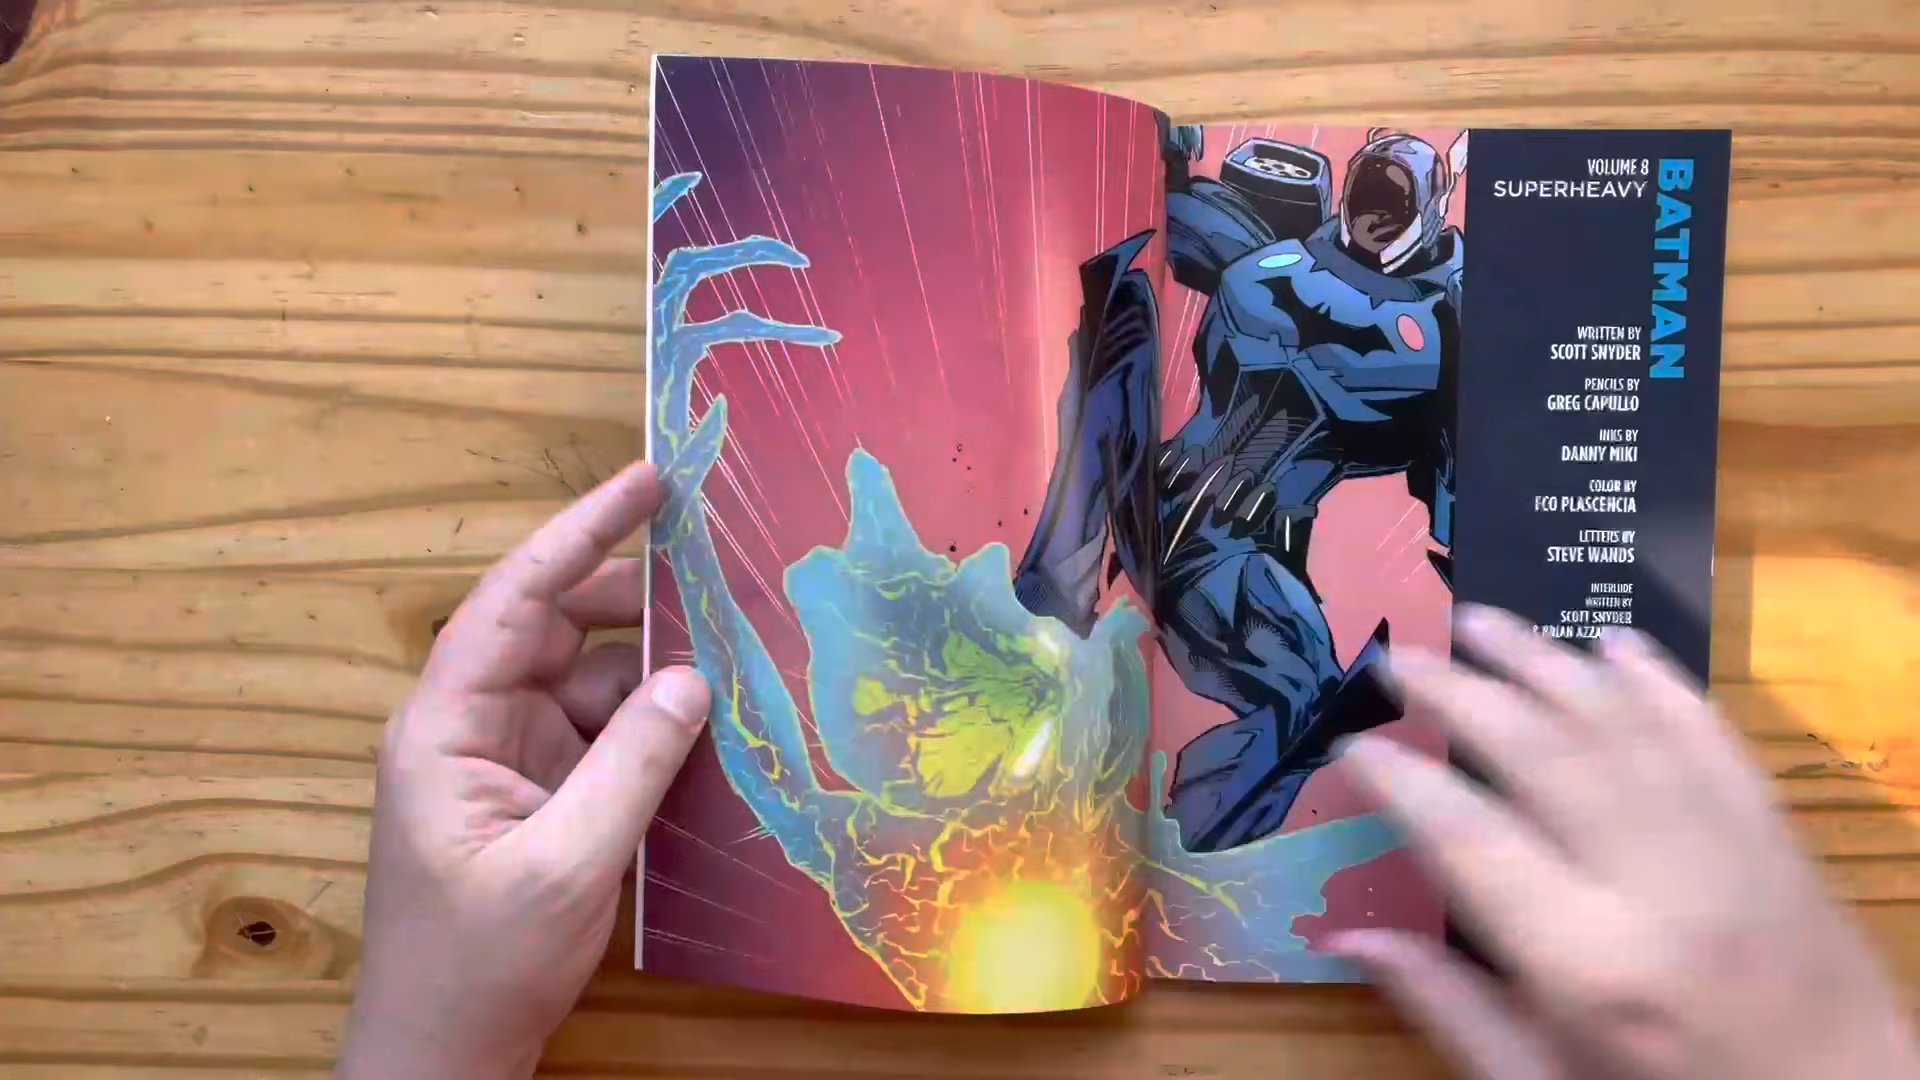 VOLUME 8
SUPERHEAVY
BATMAN
WRITTEN BY
SCOTT SNYDER
PENCILS BY
GREG CAPULLO
INKS BY
DANNY MIKI
COLOR BY
FCO PLASCENCIA
LETTERS BY
STEVE WANDS
INTERLUDE
WRITTEN BY
SCOTT SNYDER
& BRIAN